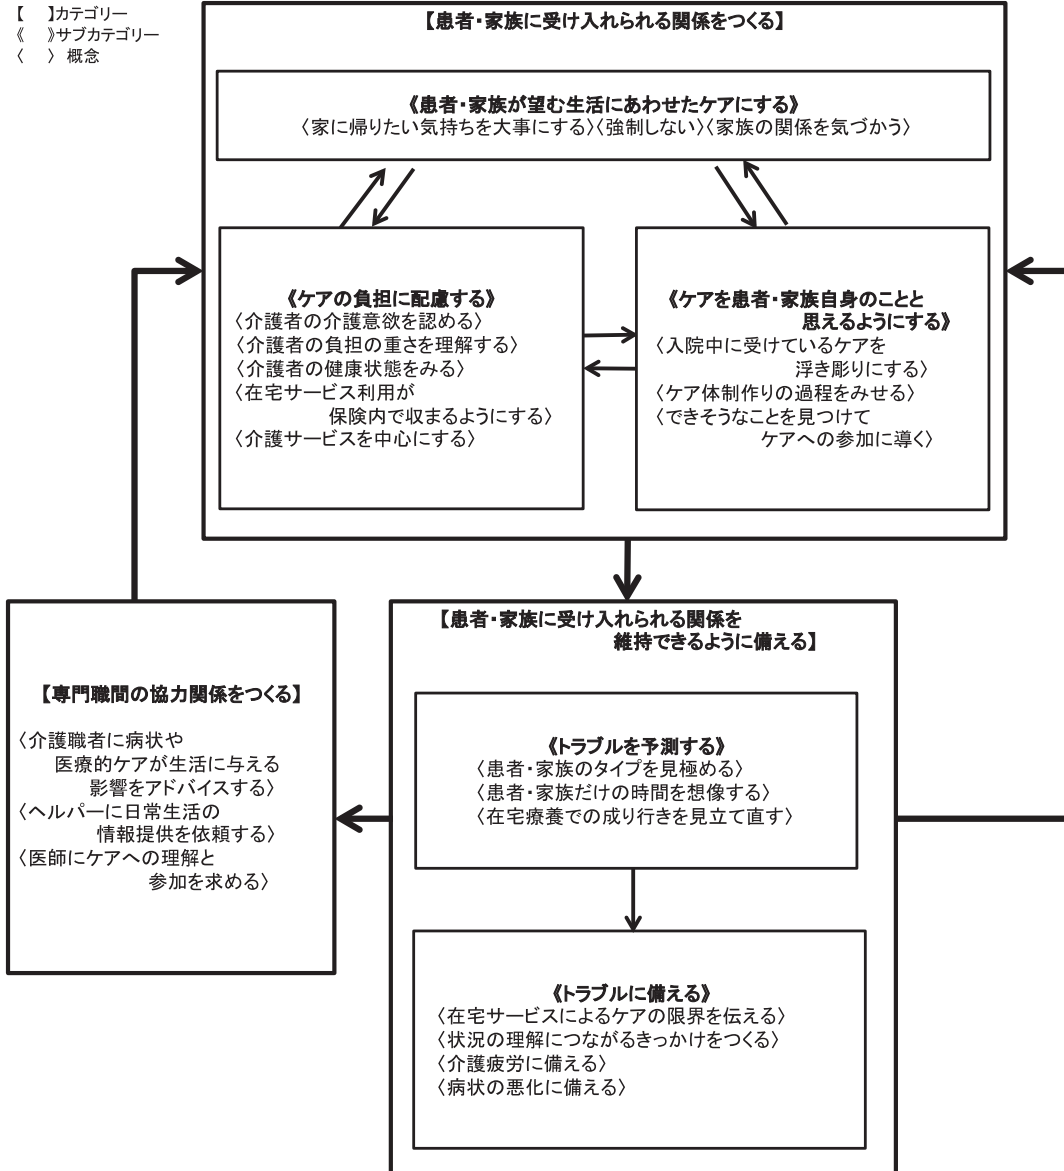 【　】カテゴリー
《　》サブカテゴリー
〈　〉概念
【患者・家族に受け入れられる関係をつくる】
《患者・家族が望む生活にあわせたケアにする》
〈家に帰りたい気持ちを大事にする〉〈強制しない〉〈家族の関係を気づかう〉
《ケアの負担に配慮する》
〈介護者の介護意欲を認める〉
〈介護者の負担の重さを理解する〉
〈介護者の健康状態をみる〉
〈在宅サービス利用が
保険内で収まるようにする〉
〈介護サービスを中心にする〉
《ケアを患者・家族自身のことと
思えるようにする》
〈入院中に受けているケアを
浮き彫りにする〉
〈ケア体制作りの過程をみせる〉
〈できそうなことを見つけて
ケアへの参加に導く〉
【専門職間の協力関係をつくる】
〈介護職者に病状や
医療的ケアが生活に与える
影響をアドバイスする〉
〈ヘルパーに日常生活の
情報提供を依頼する〉
〈医師にケアへの理解と
参加を求める〉
【患者・家族に受け入れられる関係を
維持できるように備える】
《トラブルを予測する》
〈患者・家族のタイプを見極める〉
〈患者・家族だけの時間を想像する〉
〈在宅療養での成り行きを見立て直す〉
《トラブルに備える》
〈在宅サービスによるケアの限界を伝える〉
〈状況の理解につながるきっかけをつくる〉
〈介護疲労に備える〉
〈病状の悪化に備える〉